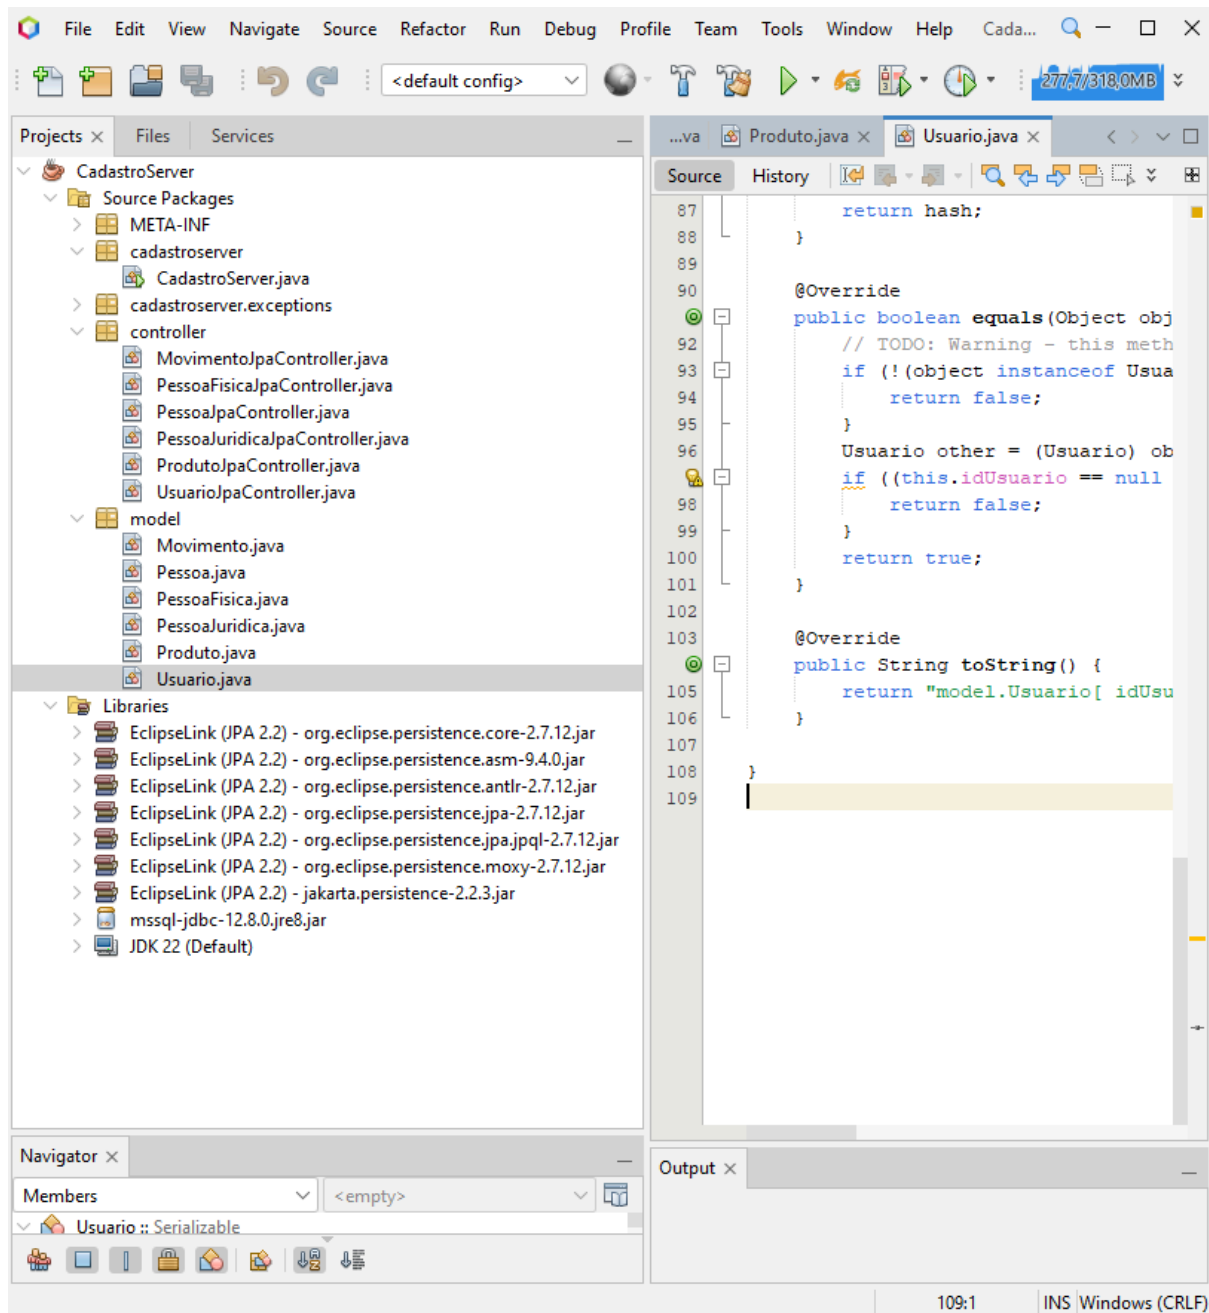 File Edit View Navigate Source Refactor Run Debug Profile Team Tools Window Help Cada...
<default config> 277,7/318,0MB
Projects Files Services
CadastroServer
Source Packages
META-INF
cadastroserver
CadastroServer.java
cadastroserver.exceptions
controller
MovimentoJpaController.java
PessoaFisicaJpaController.java
PessoaJpaController.java
PessoaJuridicaJpaController.java
ProdutoJpaController.java
UsuarioJpaController.java
model
Movimento.java
Pessoa.java
PessoaFisica.java
PessoaJuridica.java
Produto.java
Usuario.java
Libraries
EclipseLink (JPA 2.2) - org.eclipse.persistence.core-2.7.12.jar
EclipseLink (JPA 2.2) - org.eclipse.persistence.asm-9.4.0.jar
EclipseLink (JPA 2.2) - org.eclipse.persistence.antlr-2.7.12.jar
EclipseLink (JPA 2.2) - org.eclipse.persistence.jpa-2.7.12.jar
EclipseLink (JPA 2.2) - org.eclipse.persistence.jpa.jpql-2.7.12.jar
EclipseLink (JPA 2.2) - org.eclipse.persistence.moxy-2.7.12.jar
EclipseLink (JPA 2.2) - jakarta.persistence-2.2.3.jar
mssql-jdbc-12.8.0.jre8.jar
JDK 22 (Default)
Navigator
Members <empty>
Usuario :: Serializable
...va Produto.java Usuario.java
Source History
87 return hash;
88 }
89
90 @Override
public boolean equals(Object obj
92 // TODO: Warning - this meth
93 if (!(object instanceof Usua
94 return false;
95 }
96 Usuario other = (Usuario) ob
if ((this.idUsuario == null
98 return false;
99 }
100 return true;
101 }
102
103 @Override
public String toString() {
105 return "model.Usuario[ idUsu
106 }
107
108 }
109
Output
109:1 INS Windows (CRLF)